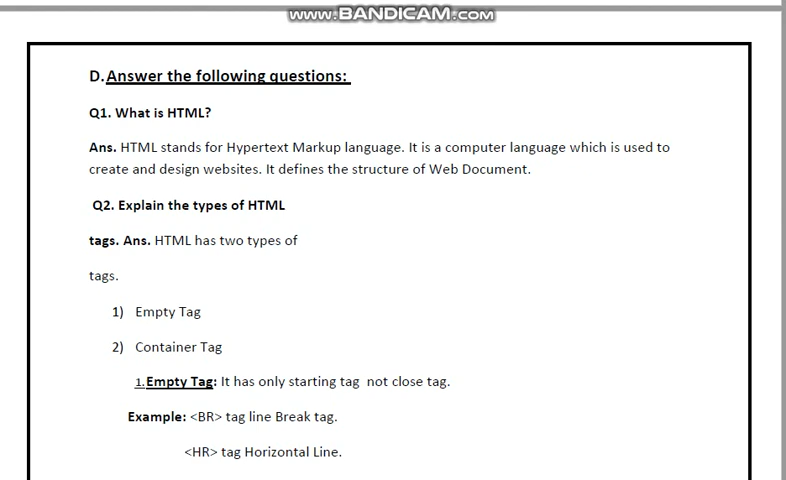 www.BANDICAM.com
D.Answer the following questions:
Q1. What is HTML?
Ans. HTML stands for Hypertext Markup language. It is a computer language which is used to
create and design websites. It defines the structure of Web Document.
Q2. Explain the types of HTML
tags. Ans. HTML has two types of
tags.
1) Empty Tag
2) Container Tag
1.Empty Tag: It has only starting tag not close tag.
Example: <BR> tag line Break tag.
<HR> tag Horizontal Line.